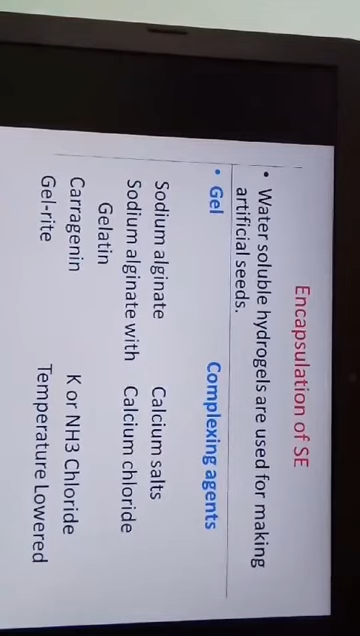 Encapsulation of SE
• Water soluble hydrogels are used for making
artificial seeds.
• Gel Complexing agents
Sodium alginate Calcium salts
Sodium alginate with Calcium chloride
Gelatin
Carragenin K or NH3 Chloride
Gel-rite Temperature Lowered